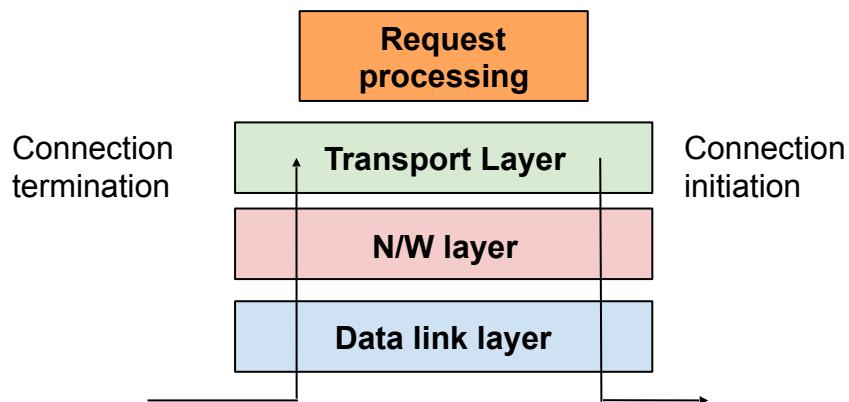 Request
processing
Connection
termination
Transport Layer
Connection
initiation
N/W layer
Data link layer